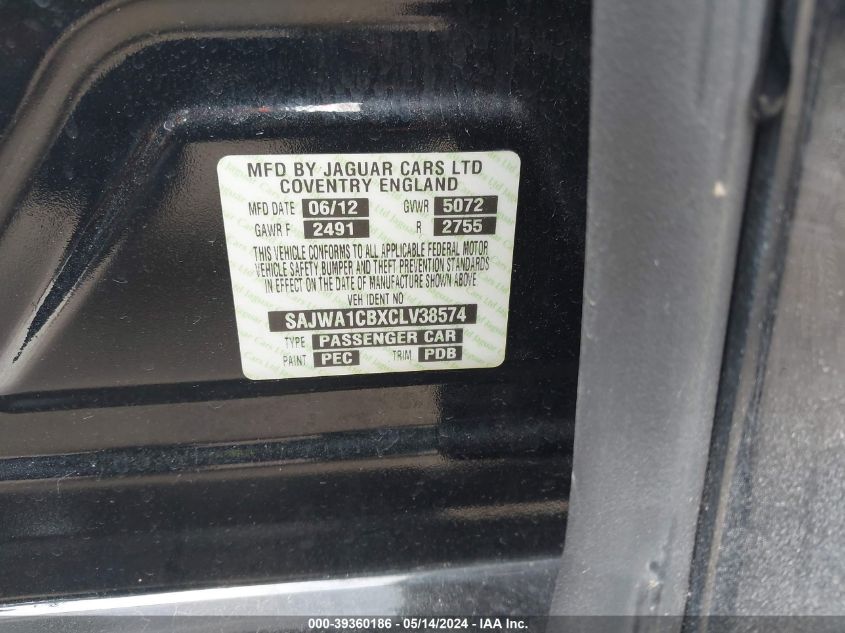 MFD BY JAGUAR CARS LTD
COVENTRY ENGLAND
MFD DATE 06/12 GVWR 5072
GAWR F 2491 R 2755
THIS VEHICLE CONFORMS TO ALL APPLICABLE FEDERAL MOTOR
VEHICLE SAFETY, BUMPER AND THEFT PREVENTION STANDARDS
IN EFFECT ON THE DATE OF MANUFACTURE SHOWN ABOVE
VEH IDENT NO
SAJWA1CBXCLV38574
TYPE PASSENGER CAR
PAINT PEC TRIM PDB
000-39360186 - 05/14/2024 - IAA Inc.